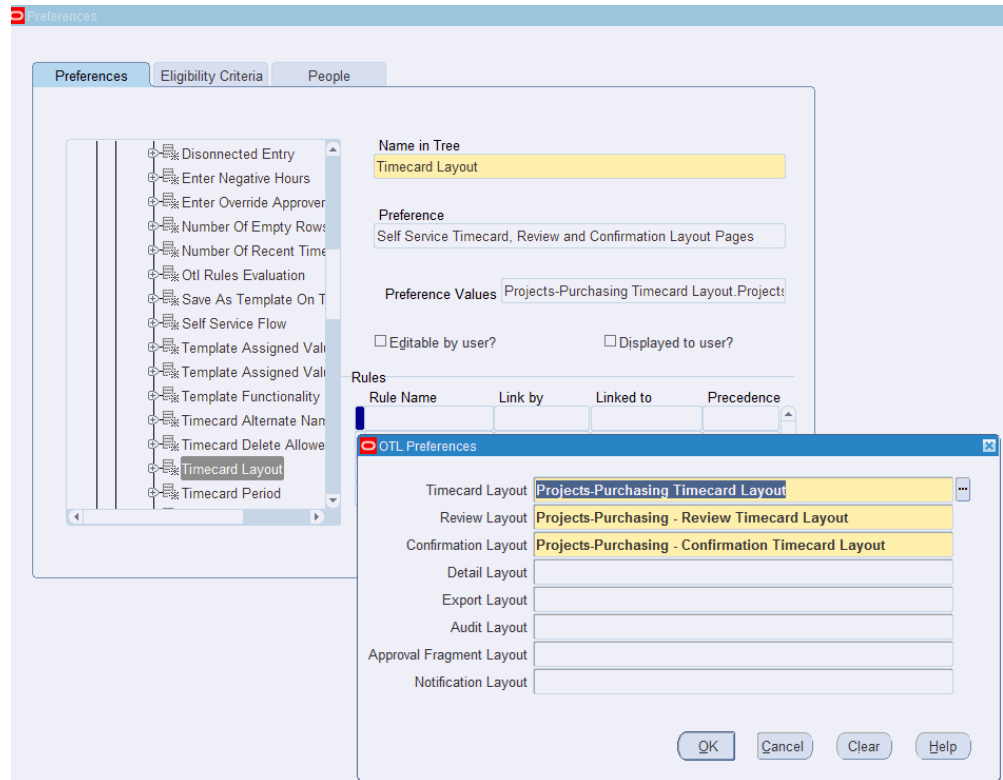 Preferences
Preferences Eligibility Criteria People
Disonnected Entry
Enter Negative Hours
Enter Override Approver
Number Of Empty Rows
Number Of Recent Time
Otl Rules Evaluation
Save As Template On T
Self Service Flow
Template Assigned Val
Template Assigned Val
Template Functionality
Timecard Alternate Nam
Timecard Delete Allowe
Timecard Layout
Timecard Period
Name in Tree
Timecard Layout
Preference
Self Service Timecard, Review and Confirmation Layout Pages
Preference Values Projects-Purchasing Timecard Layout.Projects
Editable by user? Displayed to user?
Rules
Rule Name Link by Linked to Precedence
OTL Preferences
Timecard Layout Projects-Purchasing Timecard Layout
Review Layout Projects-Purchasing - Review Timecard Layout
Confirmation Layout Projects-Purchasing - Confirmation Timecard Layout
Detail Layout
Export Layout
Audit Layout
Approval Fragment Layout
Notification Layout
OK Cancel Clear Help